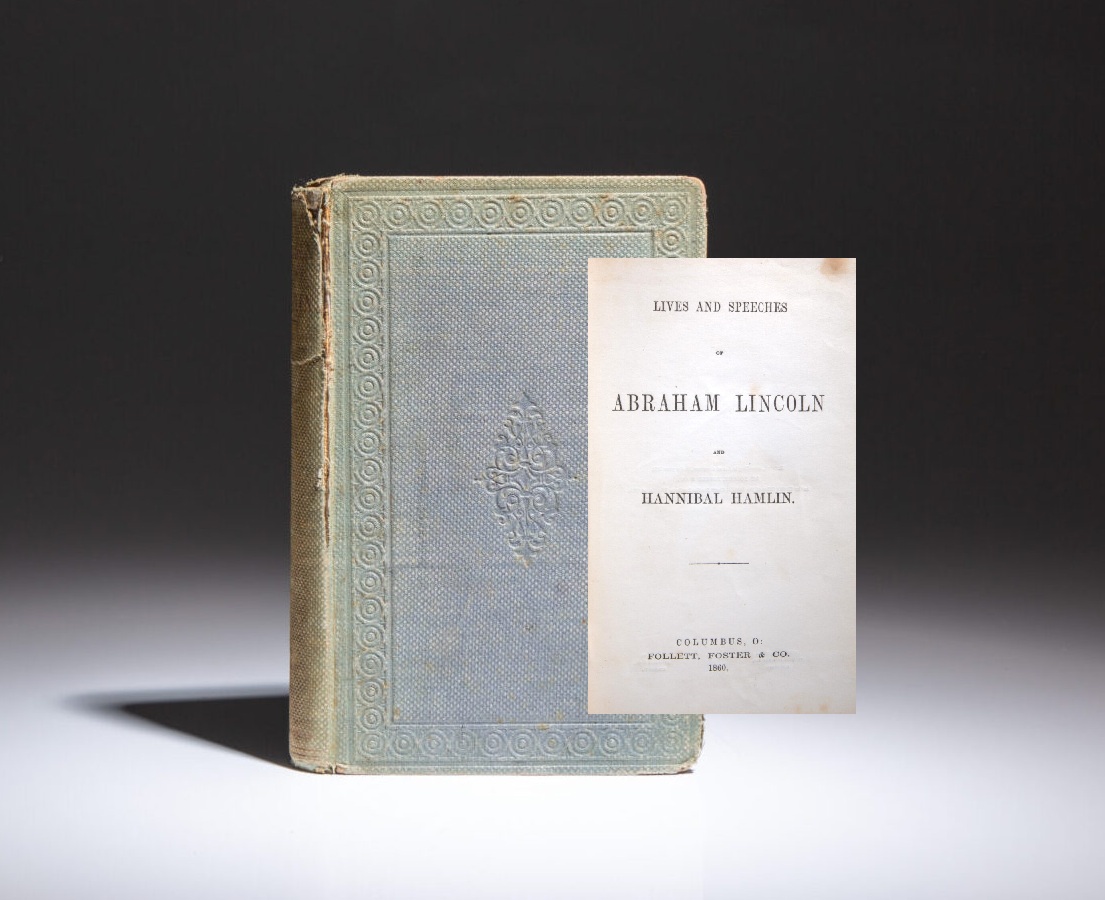 LIVES AND SPEECHES
OF
ABRAHAM LINCOLN
AND
HANNIBAL HAMLIN.
COLUMBUS, O:
FOLLETT, FOSTER & CO.
1860.